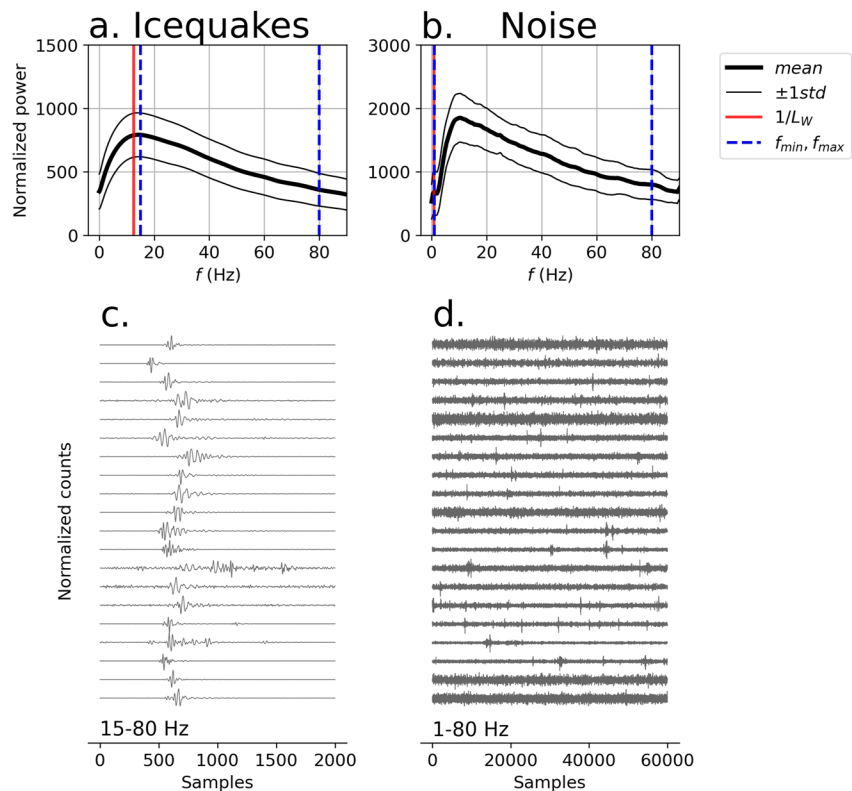 a. Icequakes
b. Noise
1500
1000
500
0
Normalized power
0 20 40 60 80
f (Hz)
3000
2000
1000
0
0 20 40 60 80
f (Hz)
mean
±1std
1/L_W
f_min, f_max
c.
d.
Normalized counts
15-80 Hz
1-80 Hz
0 500 1000 1500 2000
Samples
0 20000 40000 60000
Samples